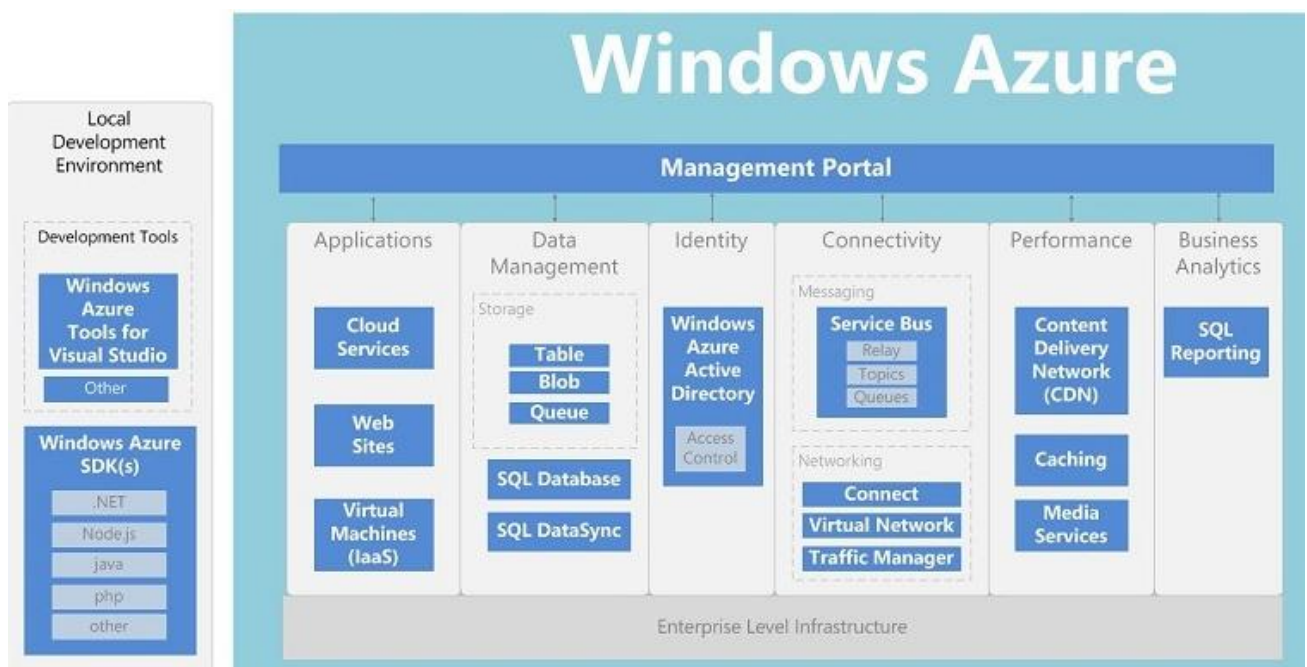 Windows Azure
Local
Development
Environment
Development Tools
Windows
Azure
Tools for
Visual Studio
Other
Windows Azure
SDK(s)
.NET
Node.js
java
php
other
Management Portal
Applications
Cloud
Services
Web
Sites
Virtual
Machines
(IaaS)
Data
Management
Storage
Table
Blob
Queue
SQL Database
SQL DataSync
Identity
Windows
Azure
Active
Directory
Access
Control
Connectivity
Messaging
Service Bus
Relay
Topics
Queues
Networking
Connect
Virtual Network
Traffic Manager
Performance
Content
Delivery
Network
(CDN)
Caching
Media
Services
Business
Analytics
SQL
Reporting
Enterprise Level Infrastructure